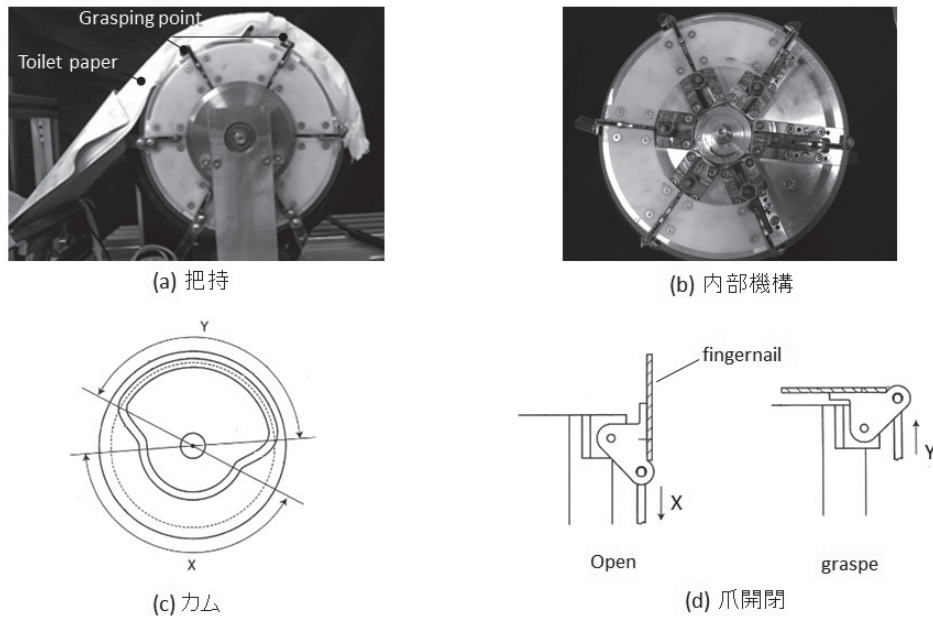 Grasping point
Toilet paper
(a) 把持
(b) 内部機構
Y
X
(c) カム
fingernail
X
Open
Y
graspe
(d) 爪開閉